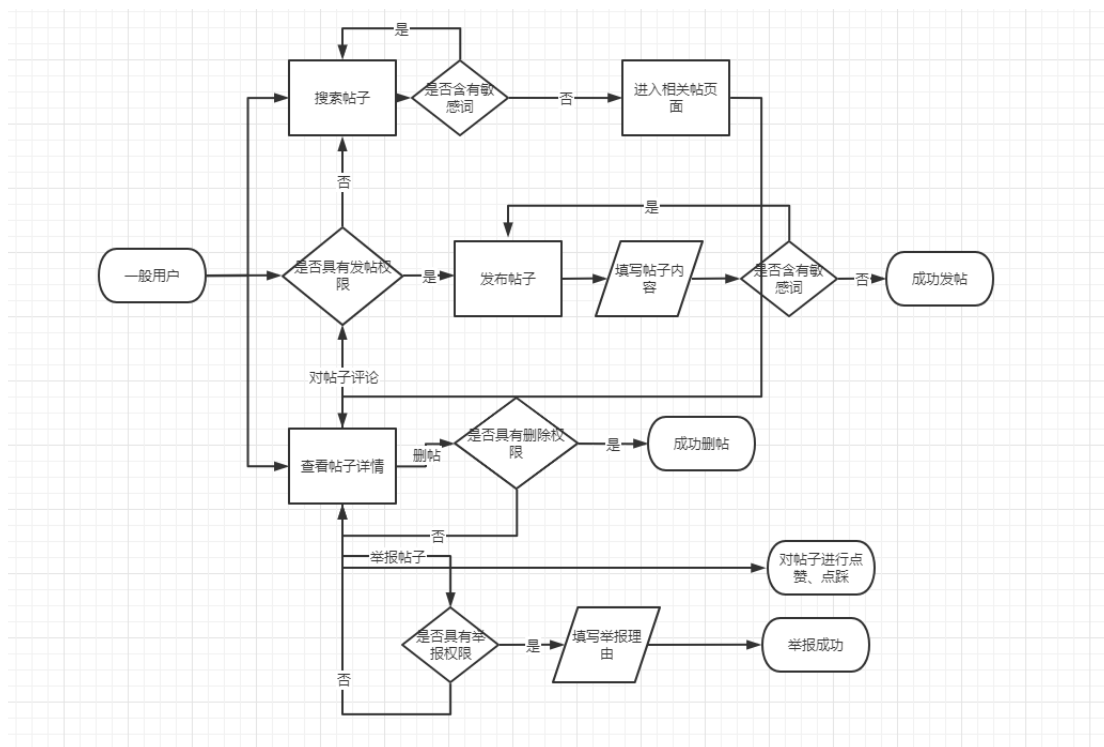 是
搜索帖子
是否含有敏
感词
否
进入相关帖页
面
否
是
一般用户
是否具有发帖权
限
是
发布帖子
填写帖子内
容
是否含有敏
感词
否
成功发帖
对帖子评论
查看帖子详情
删帖
是否具有删除权
限
是
成功删帖
否
举报帖子
对帖子进行点
赞、点踩
是否具有举
报权限
是
填写举报理
由
举报成功
否